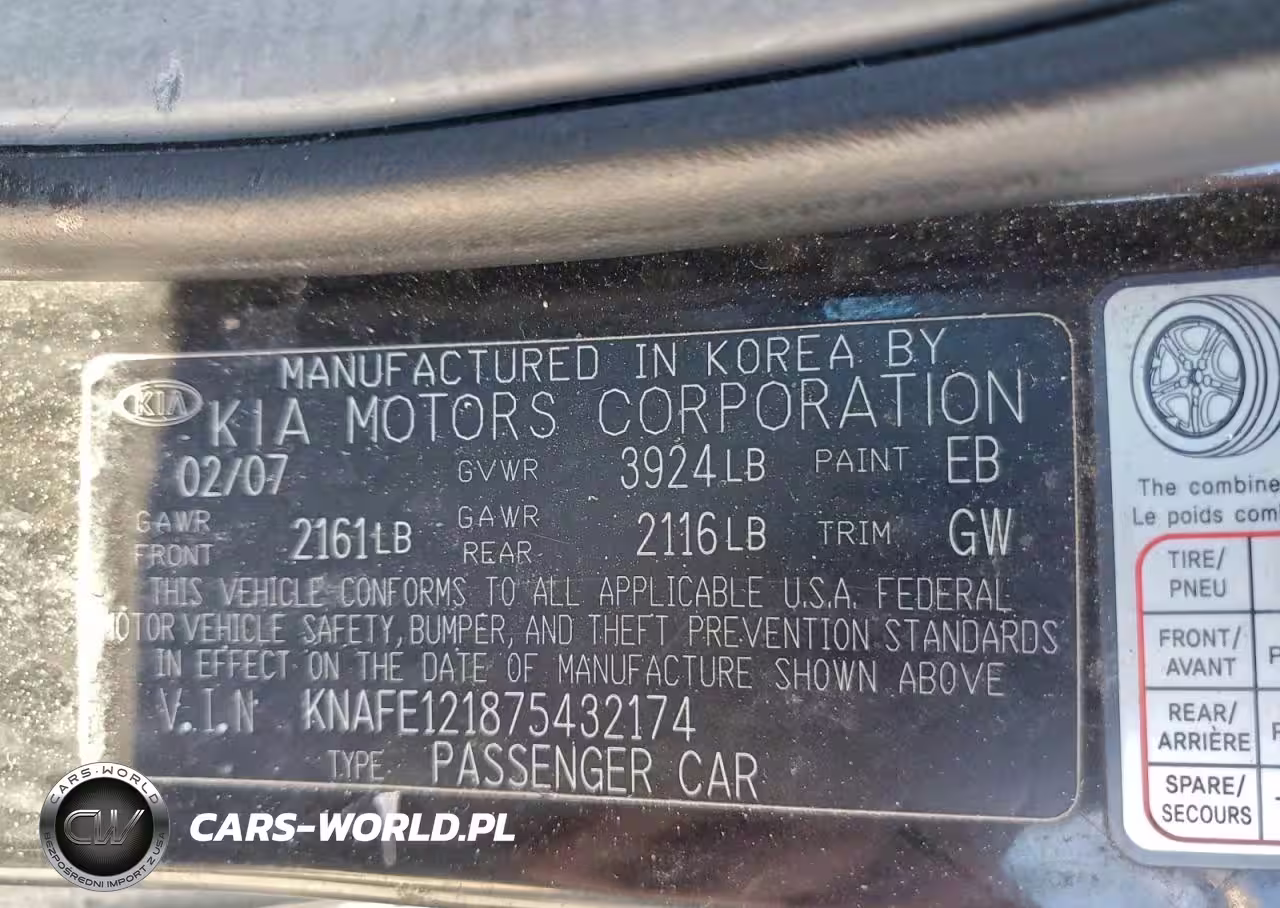 MANUFACTURED IN KOREA BY
KIA KIA MOTORS CORPORATION
02/07 GVWR 3924LB PAINT EB
GAWR FRONT 2161LB GAWR REAR 2116LB TRIM GW
THIS VEHICLE CONFORMS TO ALL APPLICABLE U.S.A. FEDERAL
MOTOR VEHICLE SAFETY, BUMPER, AND THEFT PREVENTION STANDARDS
IN EFFECT ON THE DATE OF MANUFACTURE SHOWN ABOVE
V.I.N KNAFE121875432174
TYPE PASSENGER CAR
The combine
Le poids com
TIRE/
PNEU
FRONT/
AVANT
P
REAR/
ARRIÈRE
SPARE/
SECOURS
CARS-WORLD
CW
BEZPOŚREDNI IMPORT Z USA
CARS-WORLD.PL